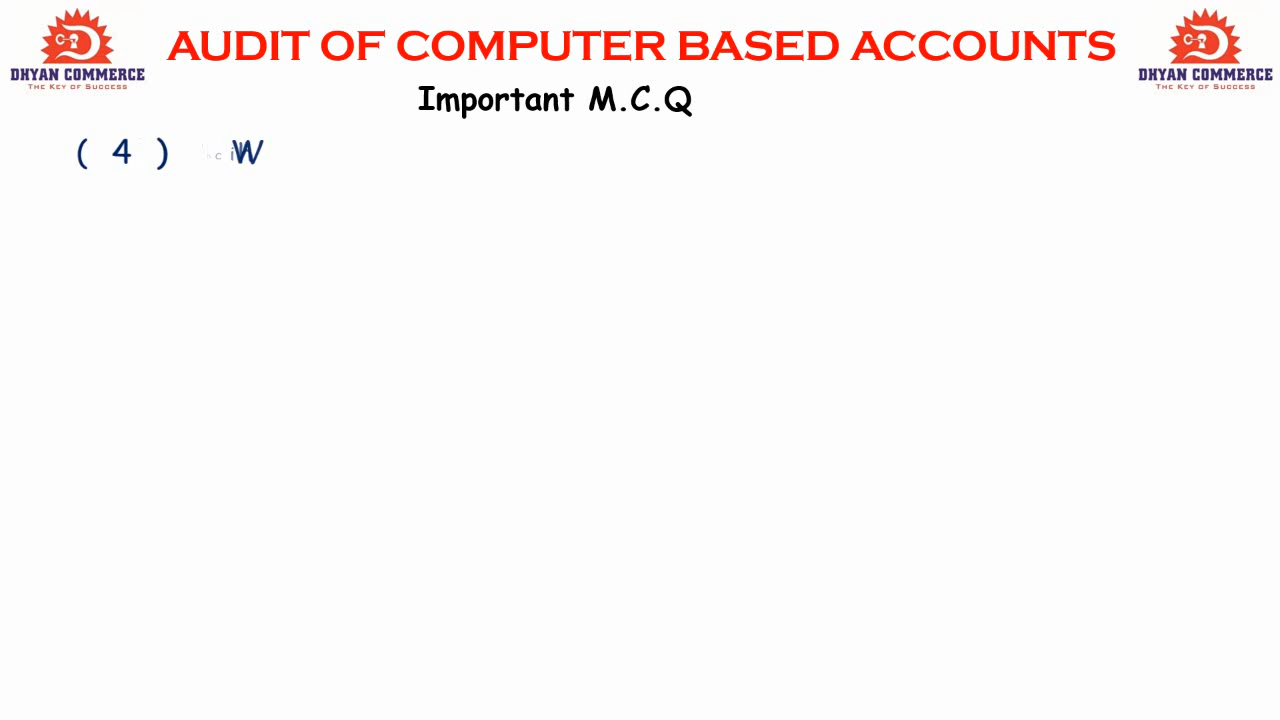 AUDIT OF COMPUTER BASED ACCOUNTS
DHYAN COMMERCE
THE KEY OF SUCCESS
DHYAN COMMERCE
THE KEY OF SUCCESS
Important M.C.Q
( 4 )